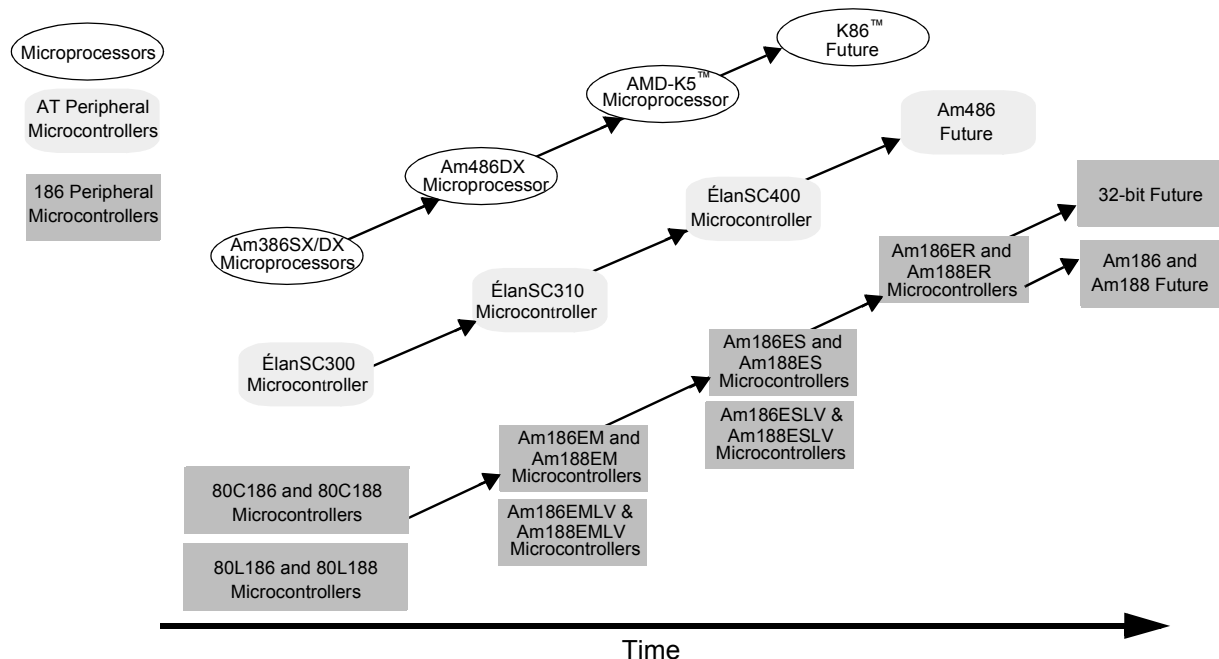 Microprocessors
AT Peripheral
Microcontrollers
186 Peripheral
Microcontrollers
K86™
Future
AMD-K5™
Microprocessor
Am486DX
Microprocessor
Am386SX/DX
Microprocessors
Am486
Future
ÉlanSC400
Microcontroller
ÉlanSC310
Microcontroller
ÉlanSC300
Microcontroller
32-bit Future
Am186 and
Am188 Future
Am186ER and
Am188ER
Microcontrollers
Am186ES and
Am188ES
Microcontrollers
Am186ESLV &
Am188ESLV
Microcontrollers
Am186EM and
Am188EM
Microcontrollers
Am186EMLV &
Am188EMLV
Microcontrollers
80C186 and 80C188
Microcontrollers
80L186 and 80L188
Microcontrollers
Time